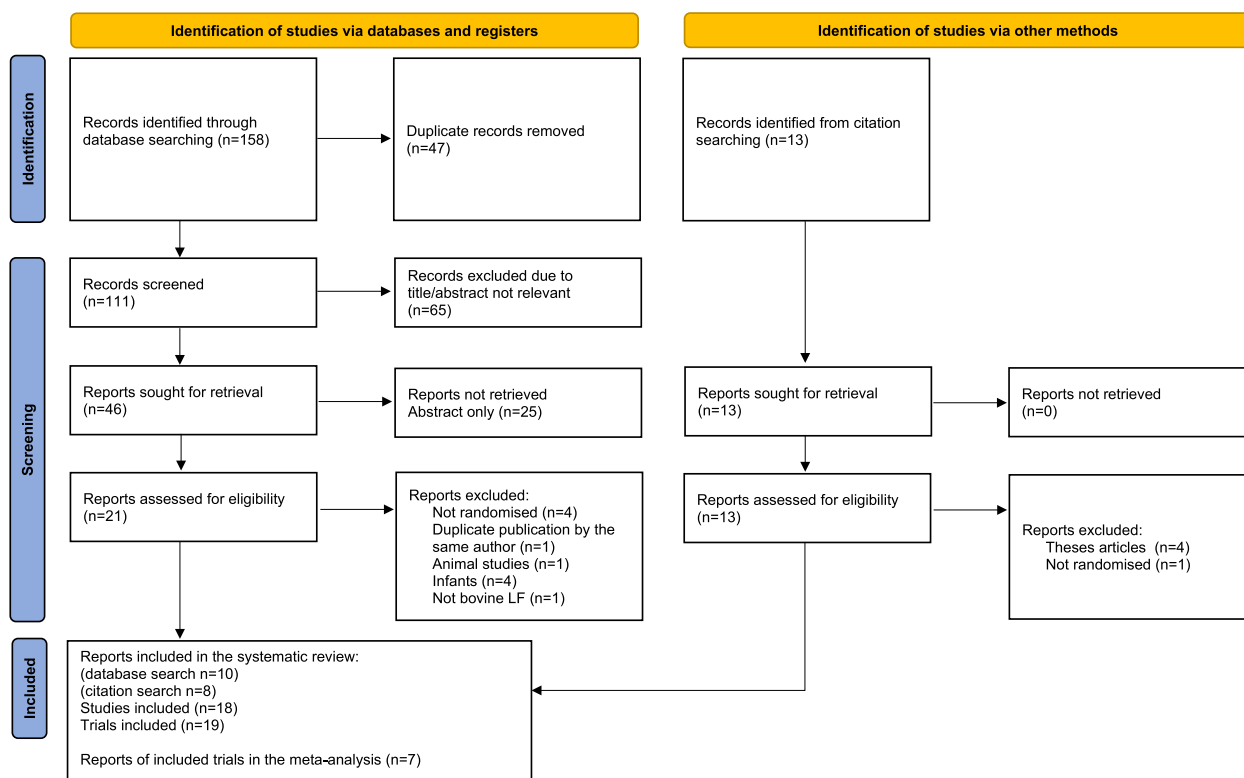 Identification of studies via databases and registers
Identification of studies via other methods
Identification
Records identified through
database searching (n=158)
Duplicate records removed
(n=47)
Records identified from citation
searching (n=13)
Screening
Records screened
(n=111)
Records excluded due to
title/abstract not relevant
(n=65)
Reports sought for retrieval
(n=46)
Reports not retrieved
Abstract only (n=25)
Reports sought for retrieval
(n=13)
Reports not retrieved
(n=0)
Reports assessed for eligibility
(n=21)
Reports excluded:
Not randomised (n=4)
Duplicate publication by the
same author (n=1)
Animal studies (n=1)
Infants (n=4)
Not bovine LF (n=1)
Reports assessed for eligibility
(n=13)
Reports excluded:
Theses articles (n=4)
Not randomised (n=1)
Included
Reports included in the systematic review:
(database search n=10)
(citation search n=8)
Studies included (n=18)
Trials included (n=19)
Reports of included trials in the meta-analysis (n=7)